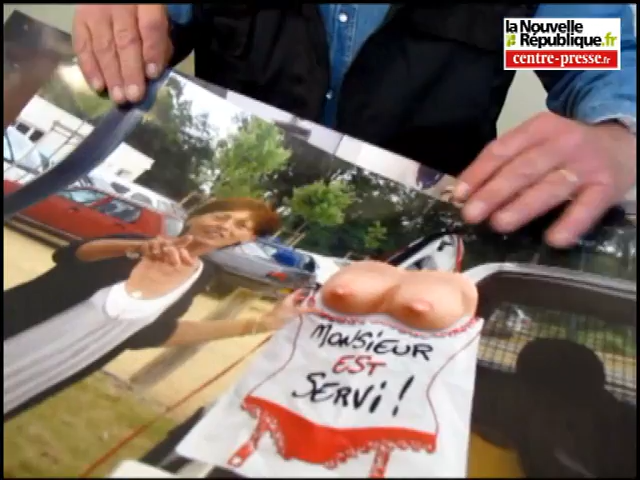 la Nouvelle
République.fr
centre-presse.fr
MONSIEUR
EST
SERVI !